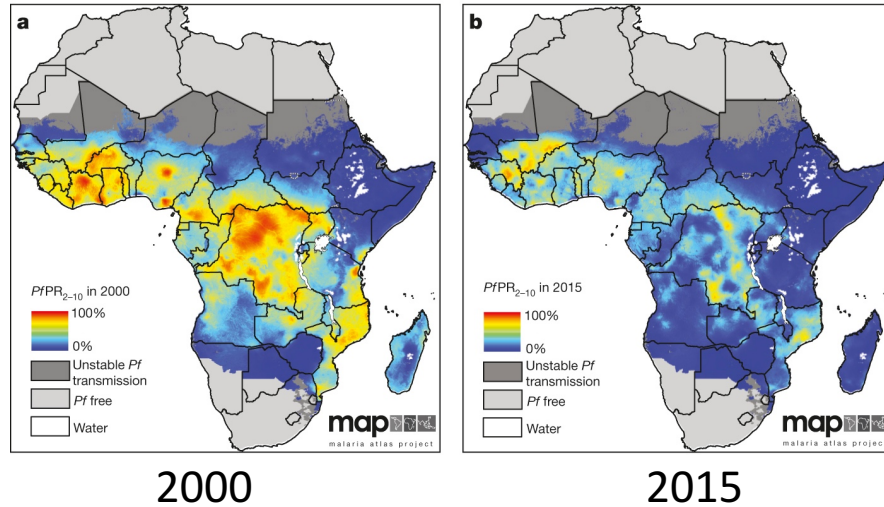 a
PfPR2–10 in 2000
100%
0%
Unstable Pf
transmission
Pf free
Water
map
malaria atlas project
b
PfPR2–10 in 2015
100%
0%
Unstable Pf
transmission
Pf free
Water
map
malaria atlas project
2000
2015